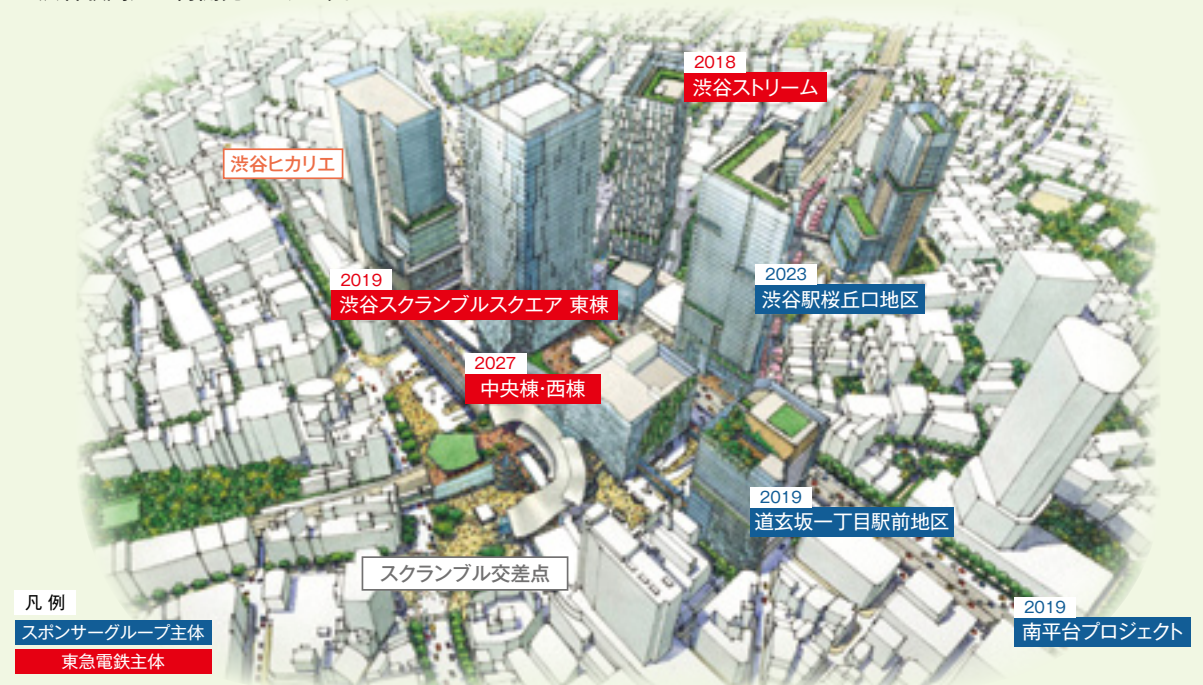 2018
渋谷ストリーム
渋谷ヒカリエ
2019
渋谷スクランブルスクエア 東棟
2023
渋谷駅桜丘口地区
2027
中央棟・西棟
2019
道玄坂一丁目駅前地区
スクランブル交差点
凡 例
スポンサーグループ主体
東急電鉄主体
2019
南平台プロジェクト